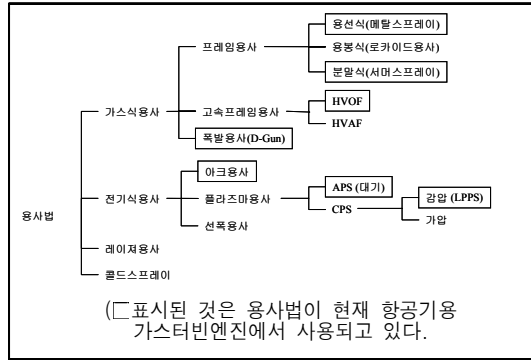 용선식(메탈스프레이)
프레임용사
용봉식(로카이드용사)
분말식(서머스프레이)
HVOF
가스식용사
고속프레임용사
HVAF
폭발용사(D-Gun)
아크용사
APS (대기)
전기식용사
플라즈마용사
감압 (LPPS)
CPS
용사법
선폭용사
가압
레이져용사
콜드스프레이
(□표시된 것은 용사법이 현재 항공기용
가스터빈엔진에서 사용되고 있다.